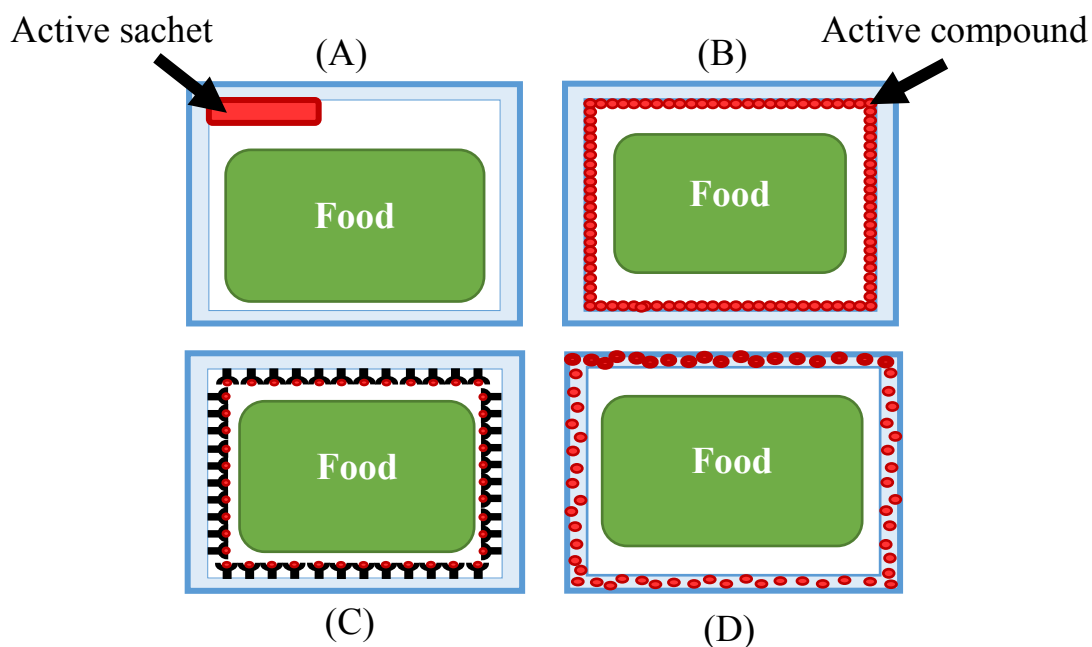 Active sachet
(A)
(B)
Active compound
Food
Food
Food
Food
(C)
(D)